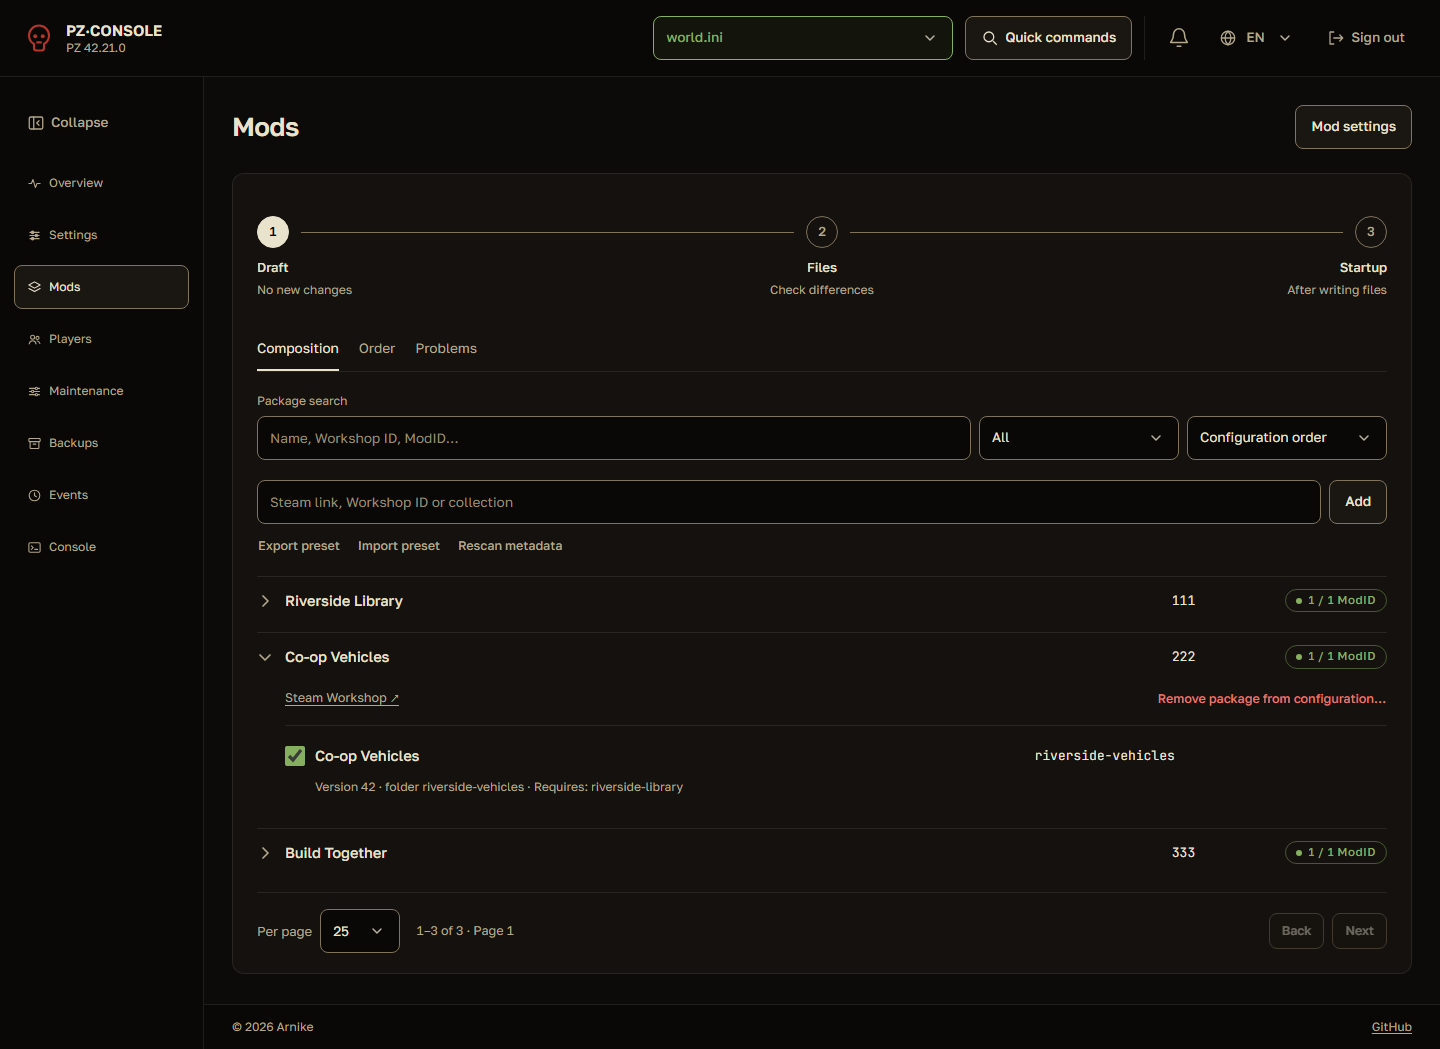 PZ·CONSOLE
PZ 42.21.0
world.ini
Quick commands
EN
Sign out
Collapse
Overview
Settings
Mods
Players
Maintenance
Backups
Events
Console
Mods
Mod settings
1
2
3
Draft
Files
Startup
No new changes
Check differences
After writing files
Composition
Order
Problems
Package search
Name, Workshop ID, ModID...
All
Configuration order
Steam link, Workshop ID or collection
Add
Export preset
Import preset
Rescan metadata
Riverside Library
111
1 / 1 ModID
Co-op Vehicles
222
1 / 1 ModID
Steam Workshop ↗
Remove package from configuration...
Co-op Vehicles
riverside-vehicles
Version 42 · folder riverside-vehicles · Requires: riverside-library
Build Together
333
1 / 1 ModID
Per page
25
1–3 of 3 · Page 1
Back
Next
© 2026 Arnike
GitHub